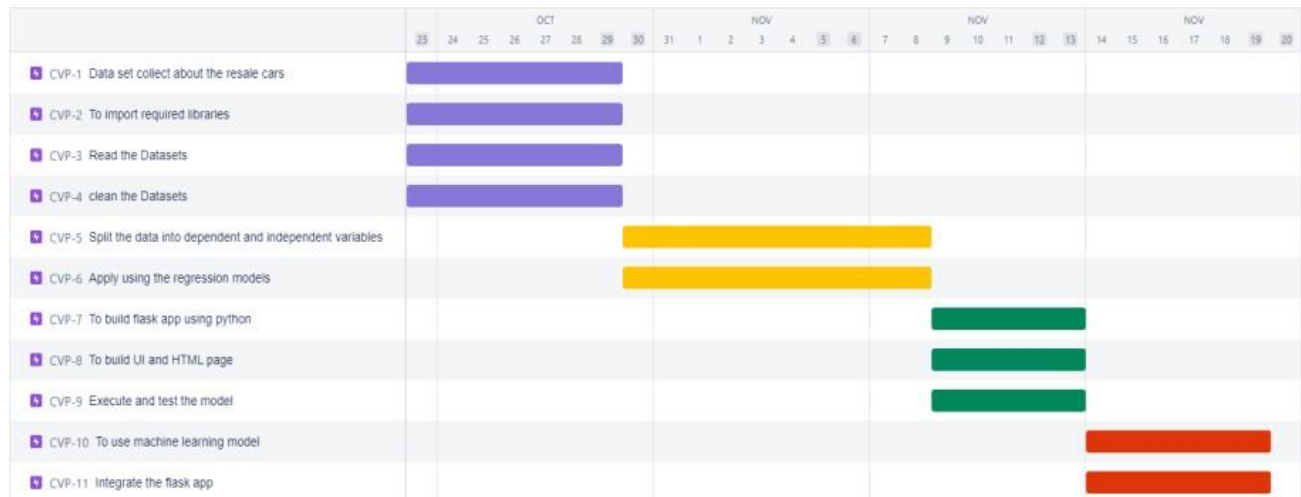 OCT NOV NOV NOV
23 24 25 26 27 28 29 30 31 1 2 3 4 5 6 7 8 9 10 11 12 13 14 15 16 17 18 19 20
CVP-1 Data set collect about the resale cars
CVP-2 To import required libraries
CVP-3 Read the Datasets
CVP-4 clean the Datasets
CVP-5 Split the data into dependent and independent variables
CVP-6 Apply using the regression models
CVP-7 To build flask app using python
CVP-8 To build UI and HTML page
CVP-9 Execute and test the model
CVP-10 To use machine learning model
CVP-11 Integrate the flask app